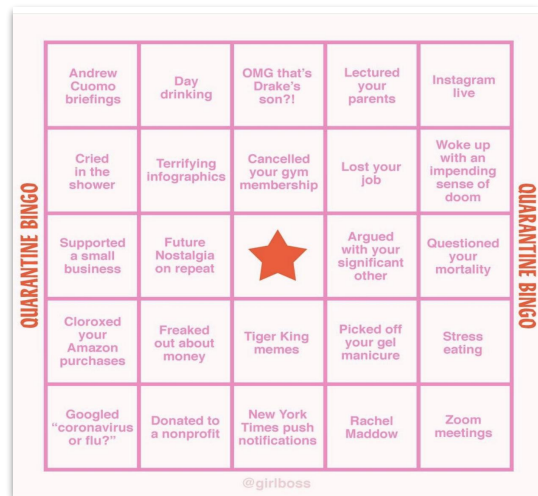 QUARANTINE BINGO
Andrew
Cuomo
briefings
Day
drinking
OMG that's
Drake's
son?!
Lectured
your
parents
Instagram
live
Cried
in the
shower
Terrifying
infographics
Cancelled
your gym
membership
Lost your
job
Woke up
with an
impending
sense of
doom
Supported
a small
business
Future
Nostalgia
on repeat
Argued
with your
significant
other
Questioned
your
mortality
Cloroxed
your
Amazon
purchases
Freaked
out about
money
Tiger King
memes
Picked off
your gel
manicure
Stress
eating
Googled
“coronavirus
or flu?”
Donated to
a nonprofit
New York
Times push
notifications
Rachel
Maddow
Zoom
meetings
QUARANTINE BINGO
@girlboss